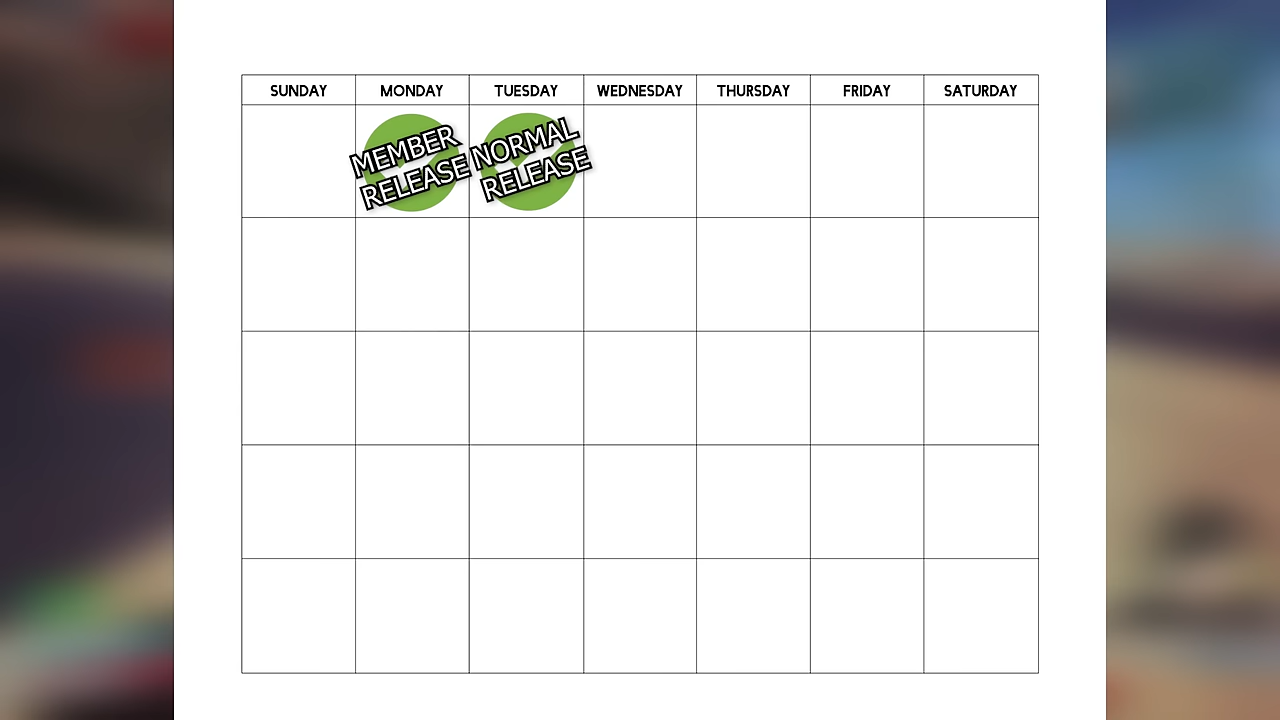 SUNDAY MONDAY TUESDAY WEDNESDAY THURSDAY FRIDAY SATURDAY
MEMBER
RELEASE
NORMAL
RELEASE